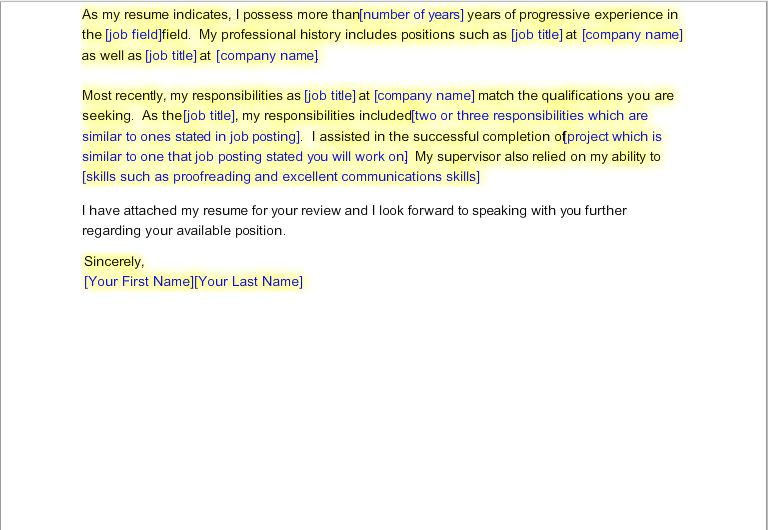 As my resume indicates, I possess more than[number of years] years of progressive experience in
the [job field]field.  My professional history includes positions such as [job title] at [company name]
as well as [job title] at [company name].
Most recently, my responsibilities as [job title] at [company name] match the qualifications you are
seeking.  As the[job title], my responsibilities included[two or three responsibilities which are
similar to ones stated in job posting].  I assisted in the successful completion of[project which is
similar to one that job posting stated you will work on]  My supervisor also relied on my ability to
[skills such as proofreading and excellent communications skills]
I have attached my resume for your review and I look forward to speaking with you further
regarding your available position.
Sincerely,
[Your First Name][Your Last Name]